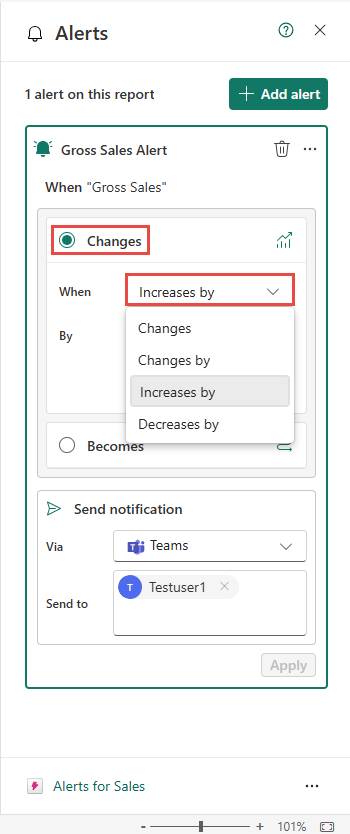 Alerts
1 alert on this report
Add alert
Gross Sales Alert
When "Gross Sales"
Changes
When Increases by
By
Changes
Changes by
Increases by
Decreases by
Becomes
Send notification
Via Teams
Send to T Testuser1
Apply
Alerts for Sales
- + 101%